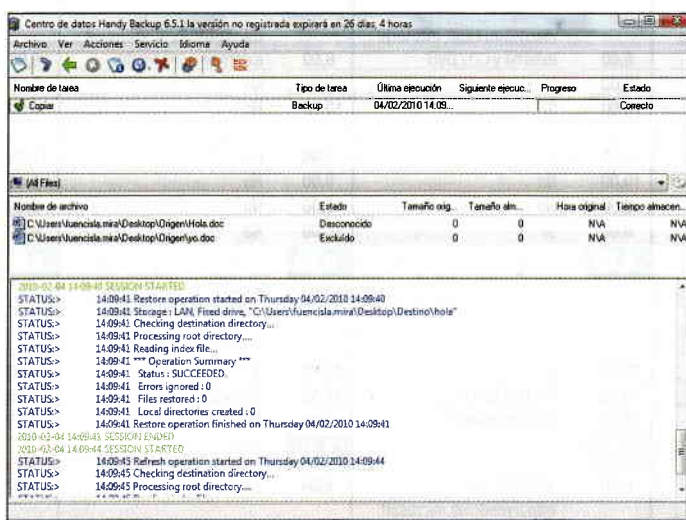 Centro de datos Handy Backup 6.5.1 la versión no registrada expirará en 26 dias, 4 horas
Archivo Ver Acciones Servicio Idioma Ayuda
Nombre de tarea Tipo de tarea Última ejecución Siguiente ejecuc... Progreso Estado
Copiar Backup 04/02/2010 14:09... Correcto
(All Files)
Nombre de archivo Estado Tamaño orig... Tamaño alm... Hora original Tiempo almacen...
C:\Users\fuencisla.mira\Desktop\Origen\Hola.doc Desconocido 0 0 N\A N\A
C:\Users\fuencisla.mira\Desktop\Origen\yo.doc Excluído 0 0 N\A N\A
2010-02-04 14:09:40 SESSION STARTED
STATUS:> 14:09:41 Restore operation started on Thursday 04/02/2010 14:09:40
STATUS:> 14:09:41 Storage : LAN, Fixed drive, "C:\Users\fuencisla.mira\Desktop\Destino\hola"
STATUS:> 14:09:41 Checking destination directory...
STATUS:> 14:09:41 Processing root directory....
STATUS:> 14:09:41 Reading index file...
STATUS:> 14:09:41 *** Operation Summary ***
STATUS:> 14:09:41 Status : SUCCEEDED.
STATUS:> 14:09:41 Errors ignored : 0
STATUS:> 14:09:41 Files restored : 0
STATUS:> 14:09:41 Local directories created : 0
STATUS:> 14:09:41 Restore operation finished on Thursday 04/02/2010 14:09:41
2010-02-04 14:09:41 SESSION ENDED
2010-02-04 14:09:44 SESSION STARTED
STATUS:> 14:09:45 Refresh operation started on Thursday 04/02/2010 14:09:44
STATUS:> 14:09:45 Checking destination directory...
STATUS:> 14:09:45 Processing root directory....